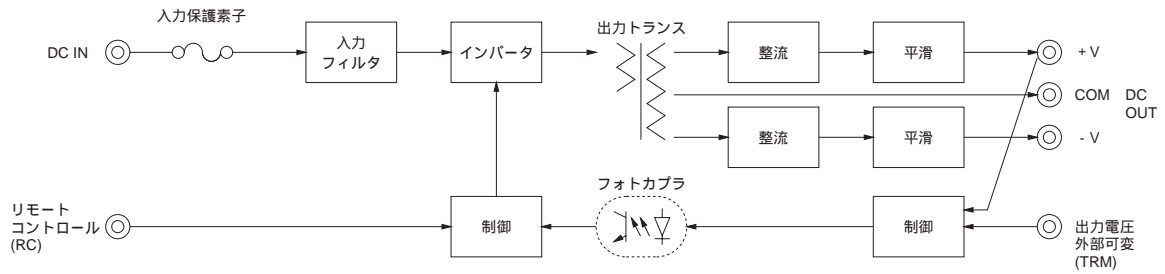 入力保護素子
DC IN
入力
フィルタ
インバータ
出力トランス
整流
平滑
+ V
COM DC
OUT
整流
平滑
- V
リモート
コントロール
(RC)
制御
フォトカプラ
制御
出力電圧
外部可変
(TRM)